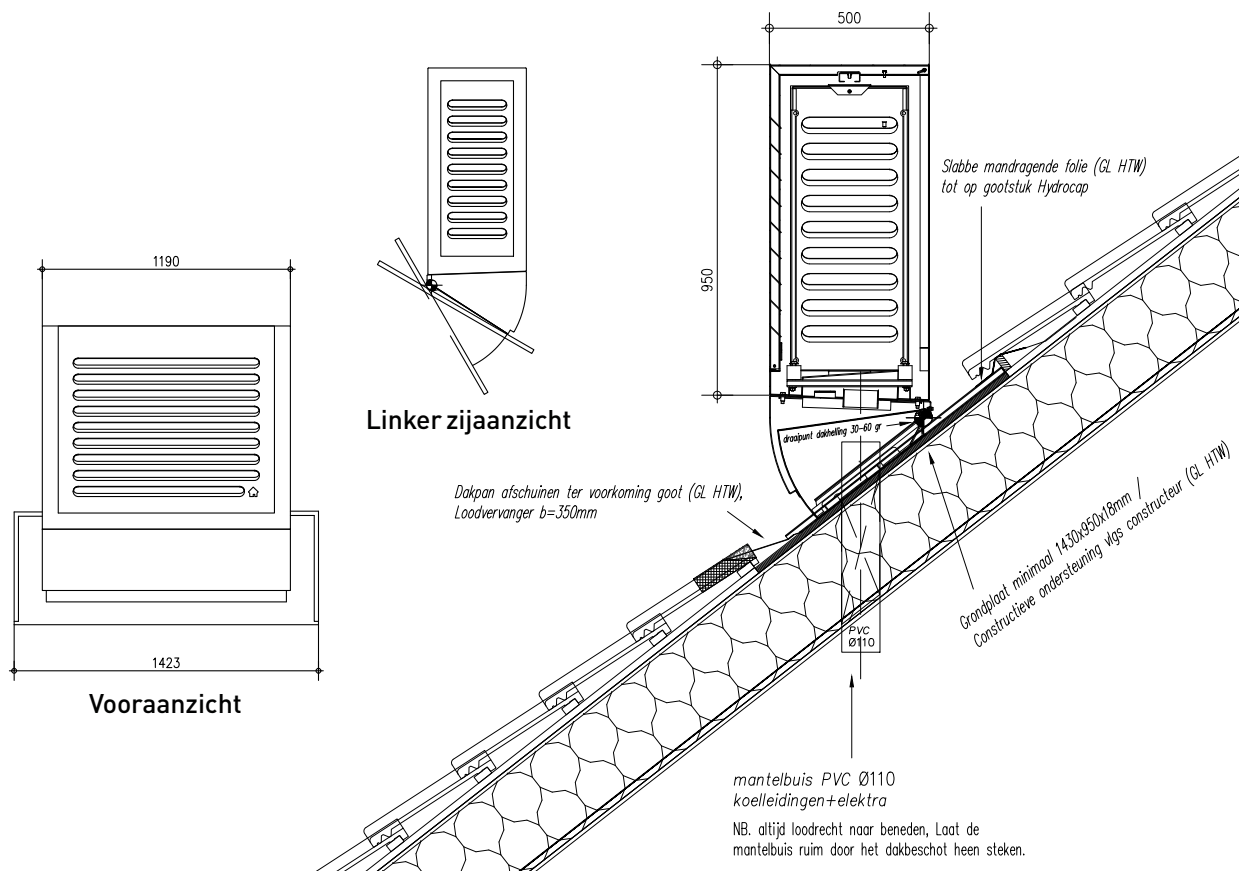 500
950
Slabbe mandragende folie (GL HTW)
tot op gootstuk Hydrocap
1190
Linker zijaanzicht
draaipunt dakhelling 30-60 gr
Dakpan afschuinen ter voorkoming goot (GL HTW),
Loodvervanger b=350mm
Grondplaat minimaal 1430x950x18mm /
Constructieve ondersteuning vlgs constructeur (GL HTW)
PVC
Ø110
1423
Vooraanzicht
mantelbuis PVC Ø110
koelleidingen+elektra
NB. altijd loodrecht naar beneden, Laat de
mantelbuis ruim door het dakbeschot heen steken.